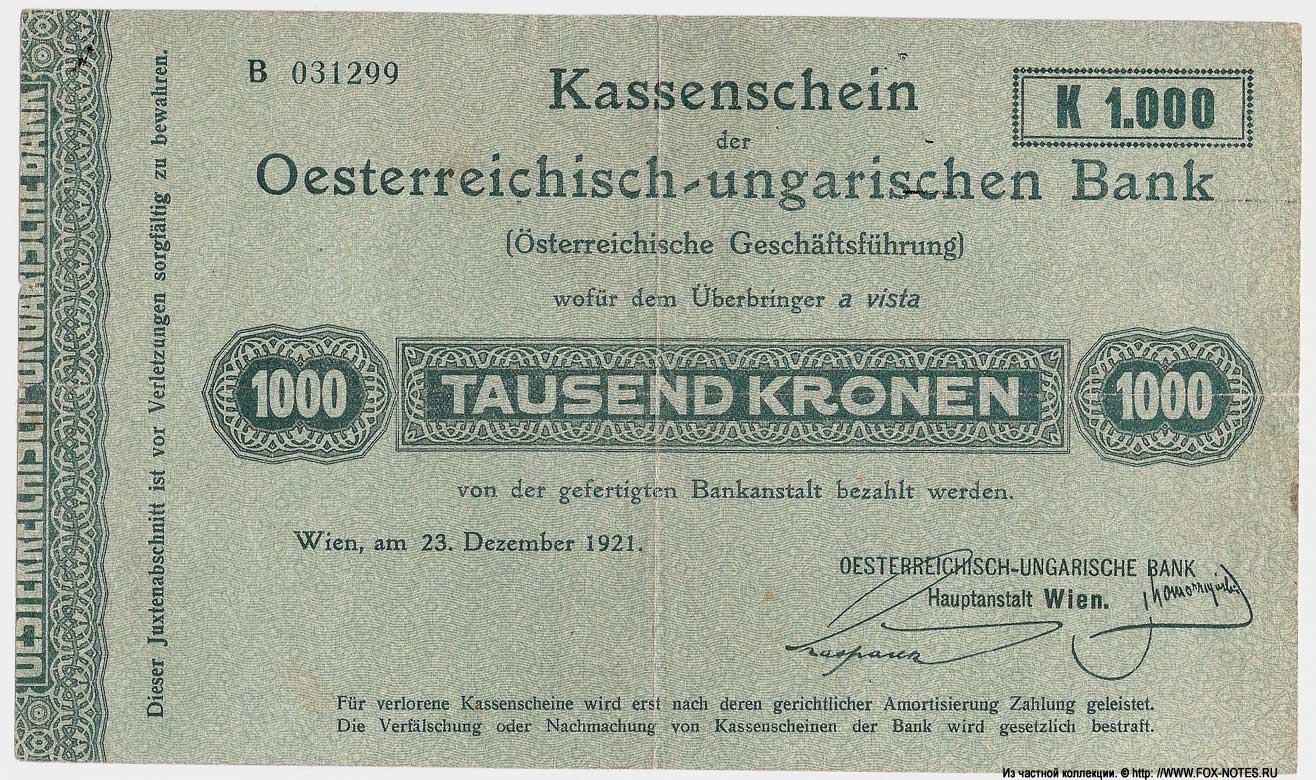 B 031299
K 1.000
Kassenschein
der
Oesterreichisch-ungarischen Bank
(Österreichische Geschäftsführung)
wofür dem Überbringer a vista
1000 TAUSEND KRONEN 1000
von der gefertigten Bankanstalt bezahlt werden.
Wien, am 23. Dezember 1921.
OESTERREICHISCH-UNGARISCHE BANK
Hauptanstalt Wien.
Für verlorene Kassenscheine wird erst nach deren gerichtlicher Amortisierung Zahlung geleistet.
Die Verfälschung oder Nachmachung von Kassenscheinen der Bank wird gesetzlich bestraft.
Dieser Juxtenabschnitt ist vor Verletzungen sorgfältig zu bewahren.
OESTERREICHISCH-UNGARISCHE BANK
Из частной коллекции. © http: //WWW.FOX-NOTES.RU